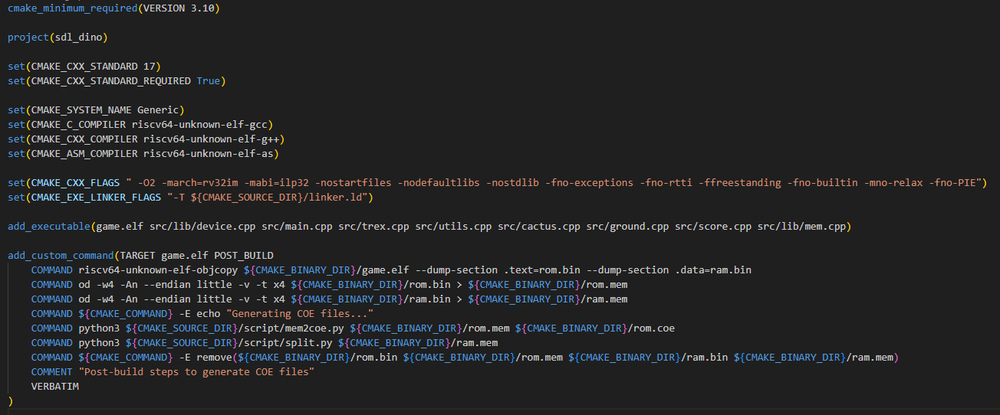 cmake_minimum_required(VERSION 3.10)
project(sdl_dino)
set(CMAKE_CXX_STANDARD 17)
set(CMAKE_CXX_STANDARD_REQUIRED True)
set(CMAKE_SYSTEM_NAME Generic)
set(CMAKE_C_COMPILER riscv64-unknown-elf-gcc)
set(CMAKE_CXX_COMPILER riscv64-unknown-elf-g++)
set(CMAKE_ASM_COMPILER riscv64-unknown-elf-as)
set(CMAKE_CXX_FLAGS " -O2 -march=rv32im -mabi=ilp32 -nostartfiles -nodefaultlibs -nostdlib -fno-exceptions -fno-rtti -ffreestanding -fno-builtin -mno-relax -fno-PIE")
set(CMAKE_EXE_LINKER_FLAGS "-T ${CMAKE_SOURCE_DIR}/linker.ld")
add_executable(game.elf src/lib/device.cpp src/main.cpp src/trex.cpp src/utils.cpp src/cactus.cpp src/ground.cpp src/score.cpp src/lib/mem.cpp)
add_custom_command(TARGET game.elf POST_BUILD
    COMMAND riscv64-unknown-elf-objcopy ${CMAKE_BINARY_DIR}/game.elf --dump-section .text=rom.bin --dump-section .data=ram.bin
    COMMAND od -w4 -An --endian little -v -t x4 ${CMAKE_BINARY_DIR}/rom.bin > ${CMAKE_BINARY_DIR}/rom.mem
    COMMAND od -w4 -An --endian little -v -t x4 ${CMAKE_BINARY_DIR}/rom.bin > ${CMAKE_BINARY_DIR}/ram.mem
    COMMAND ${CMAKE_COMMAND} -E echo "Generating COE files..."
    COMMAND python3 ${CMAKE_SOURCE_DIR}/script/mem2coe.py ${CMAKE_BINARY_DIR}/rom.mem ${CMAKE_BINARY_DIR}/rom.coe
    COMMAND python3 ${CMAKE_SOURCE_DIR}/script/split.py ${CMAKE_BINARY_DIR}/ram.mem
    COMMAND ${CMAKE_COMMAND} -E remove(${CMAKE_BINARY_DIR}/rom.bin ${CMAKE_BINARY_DIR}/rom.mem ${CMAKE_BINARY_DIR}/ram.bin ${CMAKE_BINARY_DIR}/ram.mem)
    COMMENT "Post-build steps to generate COE files"
    VERBATIM
)